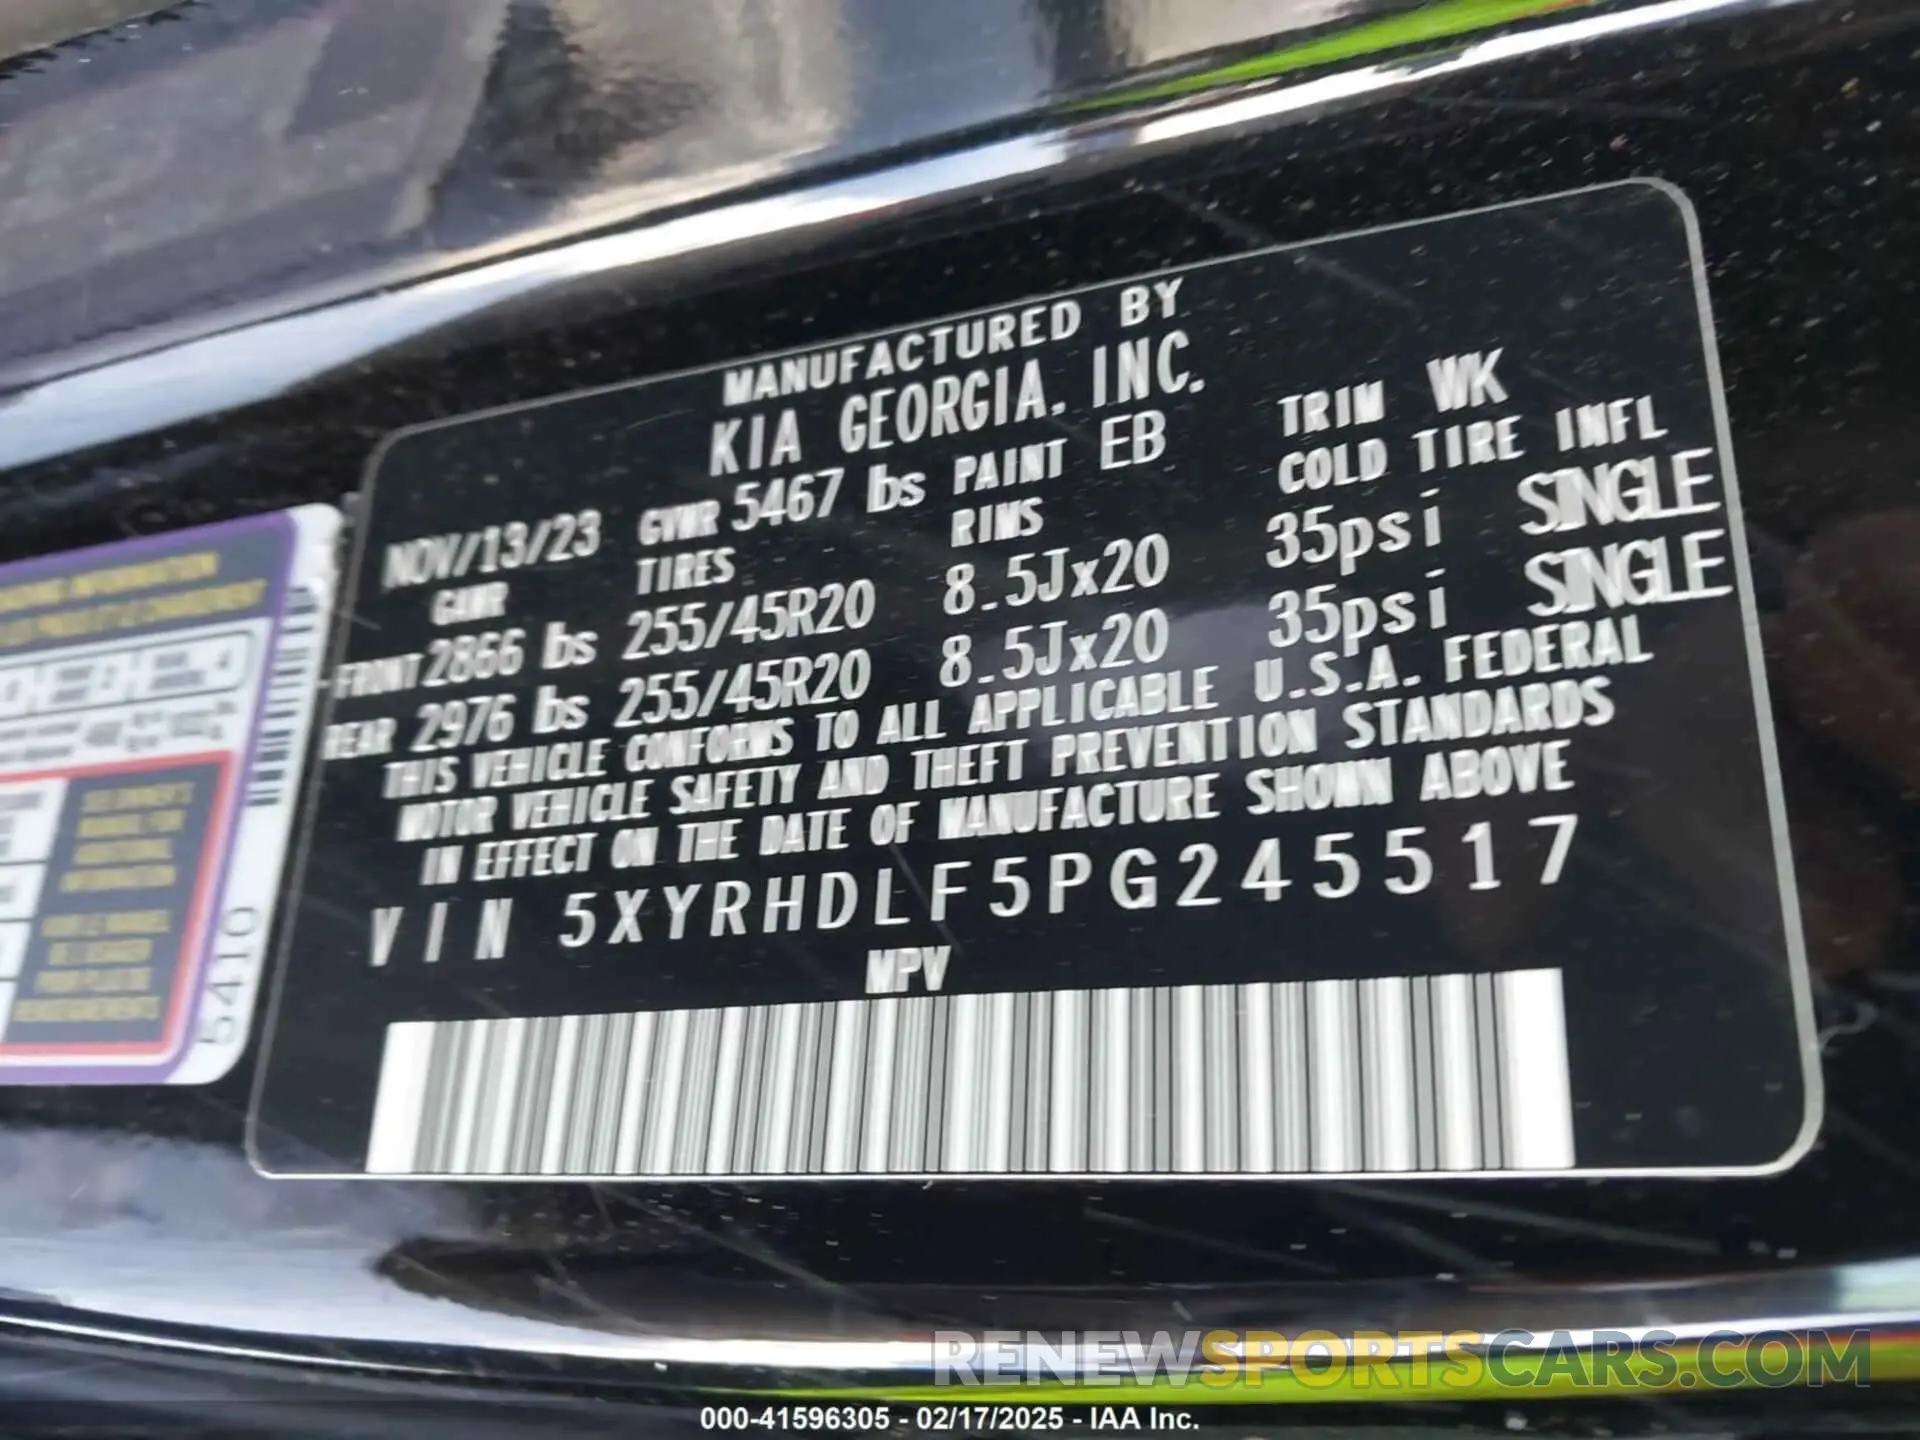 MANUFACTURED BY
KIA GEORGIA. INC.
NOV/13/23 GVWR 5467 lbs PAINT EB TRIM WK
GAWR TIRES RIMS COLD TIRE INFL
FRONT 2866 lbs 255/45R20 8.5Jx20 35psi SINGLE
REAR 2976 lbs 255/45R20 8.5Jx20 35psi SINGLE
THIS VEHICLE CONFORMS TO ALL APPLICABLE U.S.A. FEDERAL
MOTOR VEHICLE SAFETY AND THEFT PREVENTION STANDARDS
IN EFFECT ON THE DATE OF MANUFACTURE SHOWN ABOVE
VIN 5XYRHDLF5PG245517
MPV
5410
RENEWSPORTSCARS.COM
000-41596305 - 02/17/2025 - IAA Inc.